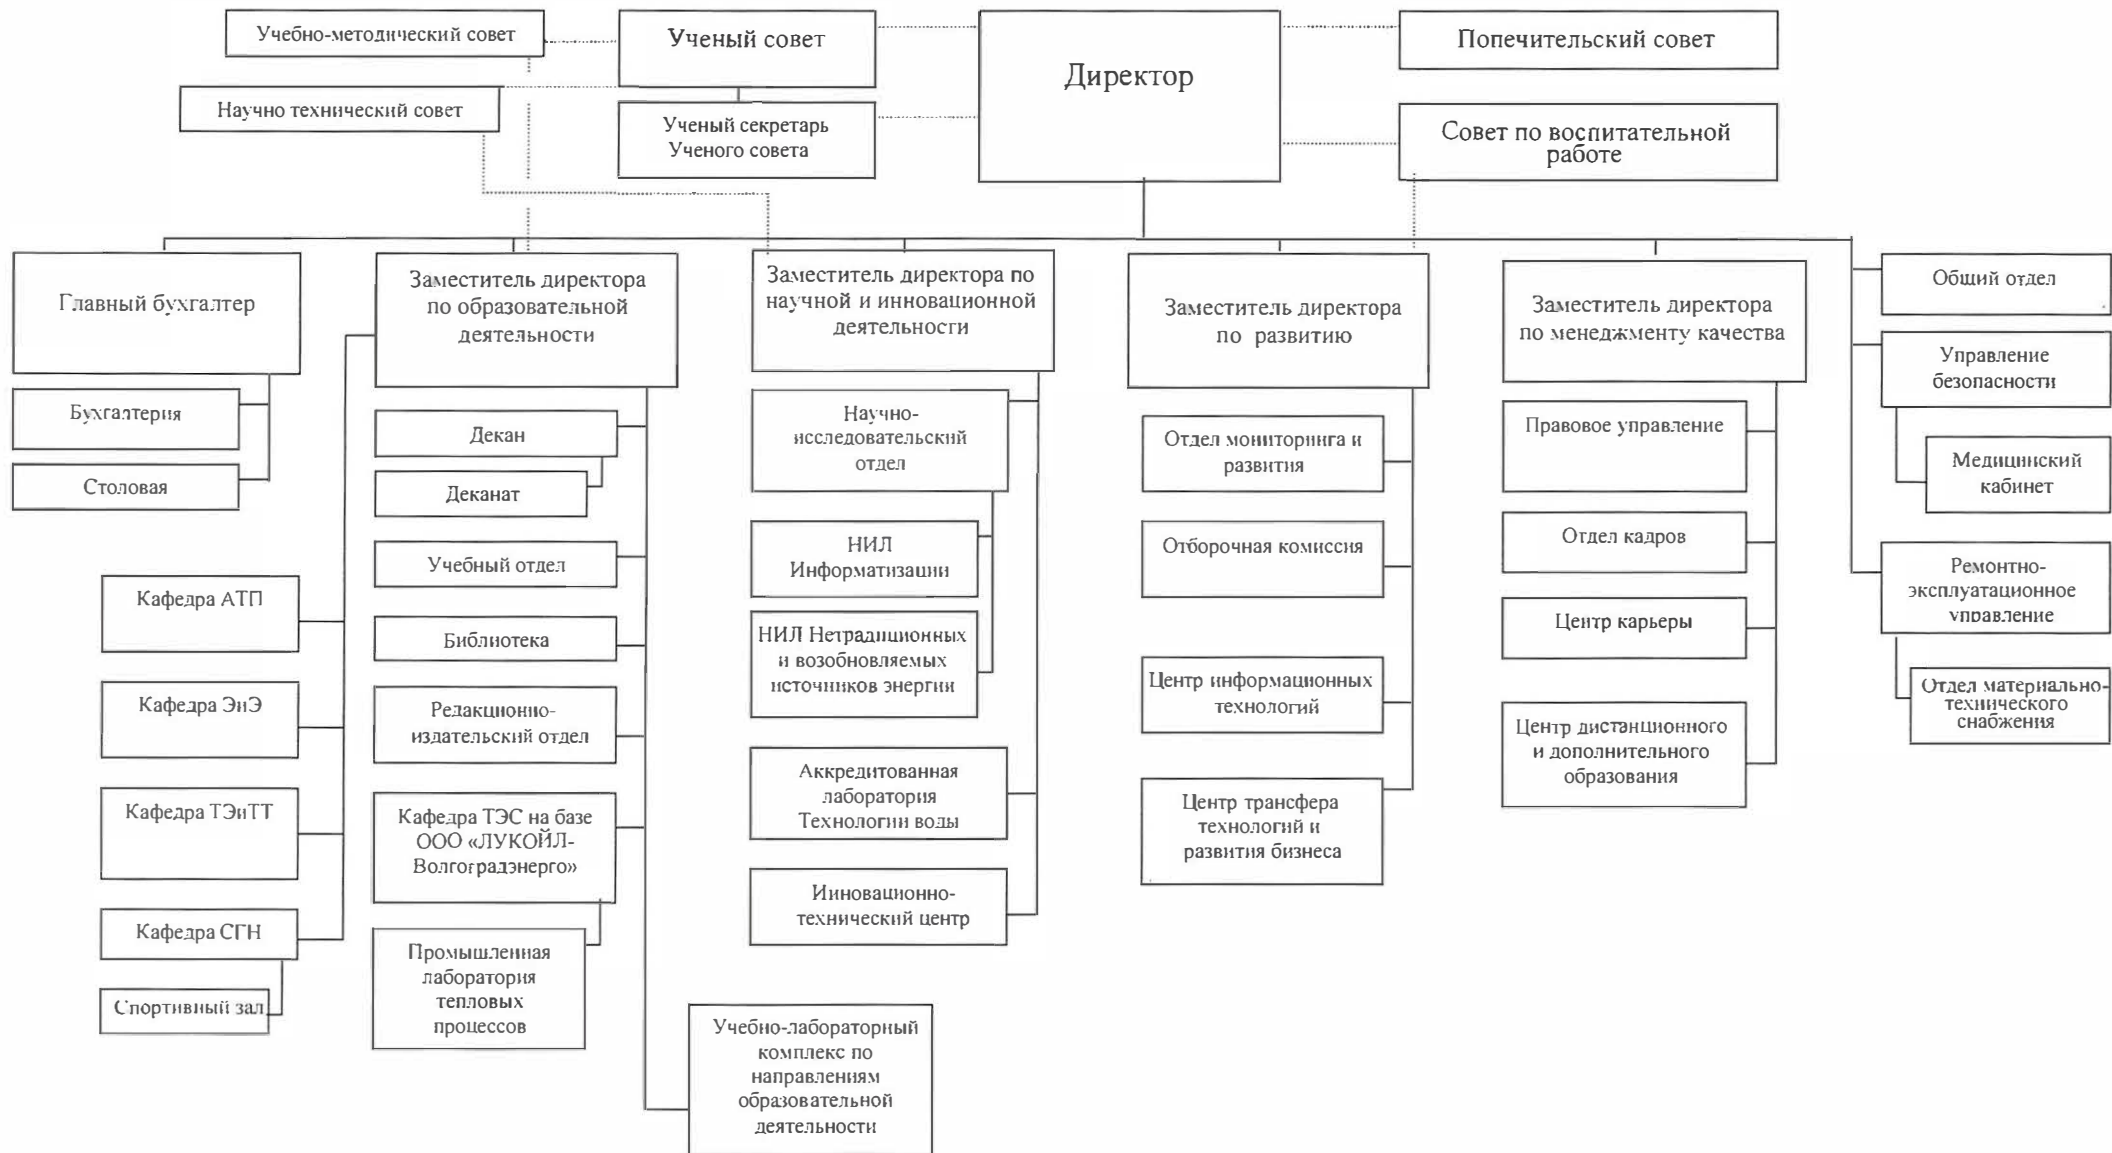 Учебно-методический совет
Ученый совет
Директор
Попечительский совет
Научно технический совет
Ученый секретарь
Ученого совета
Совет по воспитательной
работе
Главный бухгалтер
Бухгалтерия
Столовая
Заместитель директора
по образовательной
деятельности
Декан
Деканат
Учебный отдел
Библиотека
Редакционно-
издательский отдел
Кафедра ТЭС на базе
ООО «ЛУКОЙЛ-
Волгоградэнерго»
Промышленная
лаборатория
тепловых
процессов
Учебно-лабораторный
комплекс по
направлениям
образовательной
деятельности
Кафедра АТП
Кафедра ЭиЭ
Кафедра ТЭиТТ
Кафедра СГН
Спортивный зал
Заместитель директора по
научной и инновационной
деятельности
Научно-
исследовательский
отдел
НИЛ
Информатизации
НИЛ Нетрадиционных
и возобновляемых
источников энергии
Аккредитованная
лаборатория
Технологии воды
Инновационно-
технический центр
Заместитель директора
по развитию
Отдел мониторинга и
развития
Отборочная комиссия
Центр информационных
технологий
Центр трансфера
технологий и
развития бизнеса
Заместитель директора
по менеджменту качества
Правовое управление
Отдел кадров
Центр карьеры
Центр дистанционного
и дополнительного
образования
Общий отдел
Управление
безопасности
Медицинский
кабинет
Ремонтно-
эксплуатационное
управление
Отдел материально-
технического
снабжения